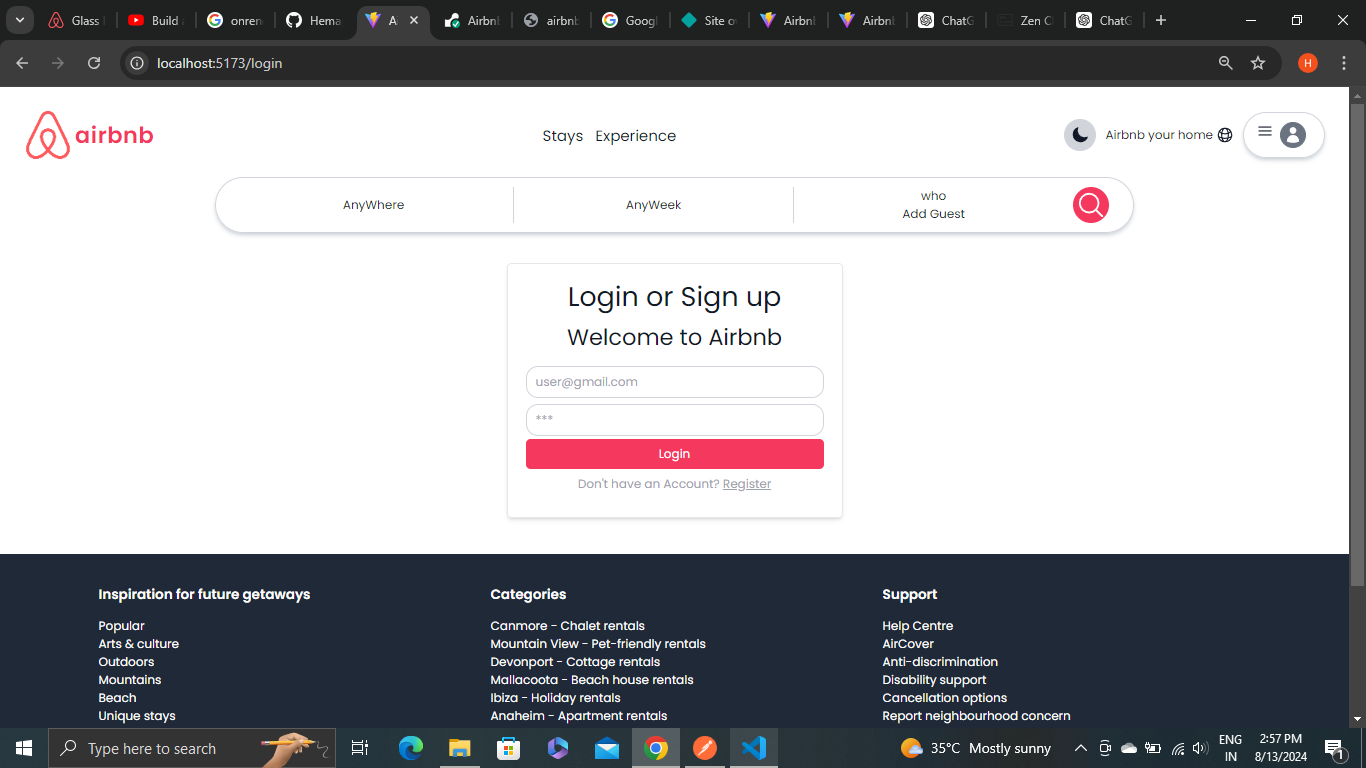 Glass
Build
onren
Hema
A
Airbnb
airbnb
Googl
Site o
Airbn
Airbn
ChatG
Zen C
ChatG
localhost:5173/login
H
airbnb
Stays Experience
Airbnb your home
AnyWhere
AnyWeek
who
Add Guest
Login or Sign up
Welcome to Airbnb
user@gmail.com
***
Login
Don't have an Account? Register
Inspiration for future getaways
Popular
Arts & culture
Outdoors
Mountains
Beach
Unique stays
Categories
Canmore - Chalet rentals
Mountain View - Pet-friendly rentals
Devonport - Cottage rentals
Mallacoota - Beach house rentals
Ibiza - Holiday rentals
Anaheim - Apartment rentals
Support
Help Centre
AirCover
Anti-discrimination
Disability support
Cancellation options
Report neighbourhood concern
Type here to search
35°C Mostly sunny
ENG
IN
2:57 PM
8/13/2024
1